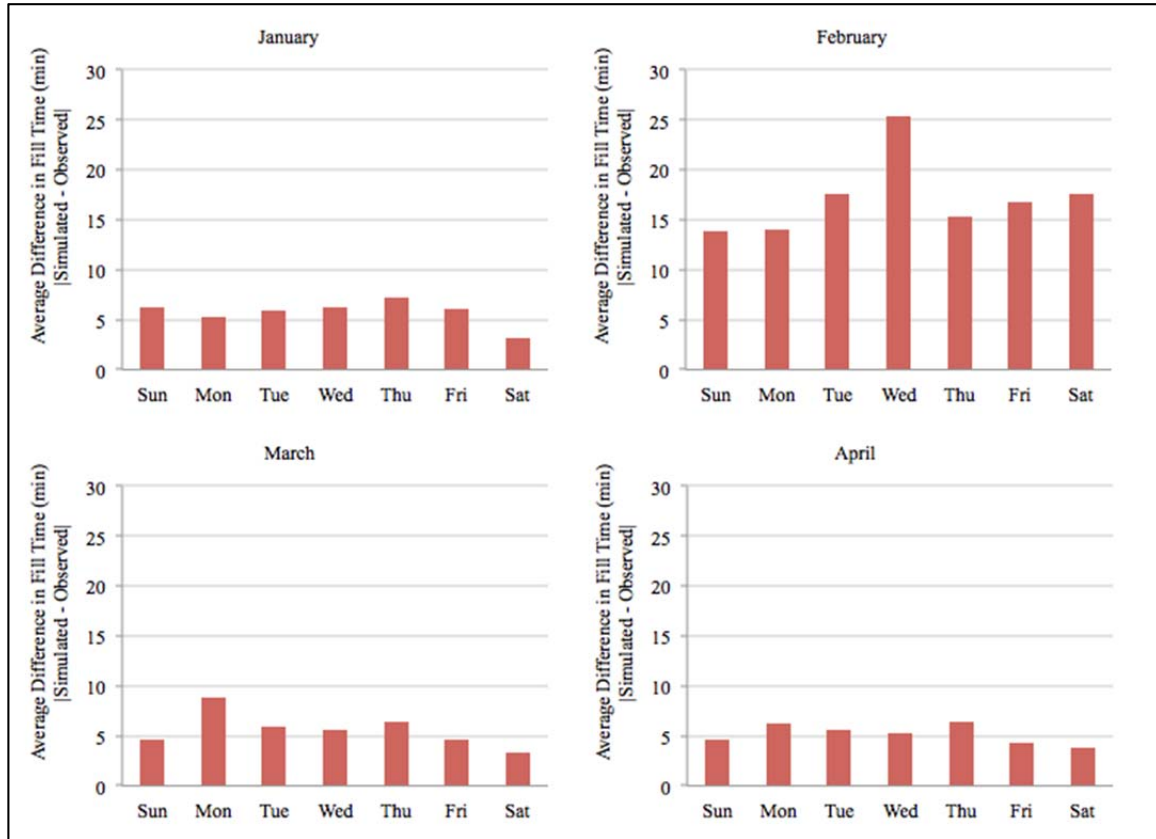 January
Average Difference in Fill Time (min)
|Simulated - Observed|
30
25
20
15
10
5
0
Sun Mon Tue Wed Thu Fri Sat
February
Average Difference in Fill Time (min)
|Simulated - Observed|
30
25
20
15
10
5
0
Sun Mon Tue Wed Thu Fri Sat
March
Average Difference in Fill Time (min)
|Simulated - Observed|
30
25
20
15
10
5
0
Sun Mon Tue Wed Thu Fri Sat
April
Average Difference in Fill Time (min)
|Simulated - Observed|
30
25
20
15
10
5
0
Sun Mon Tue Wed Thu Fri Sat